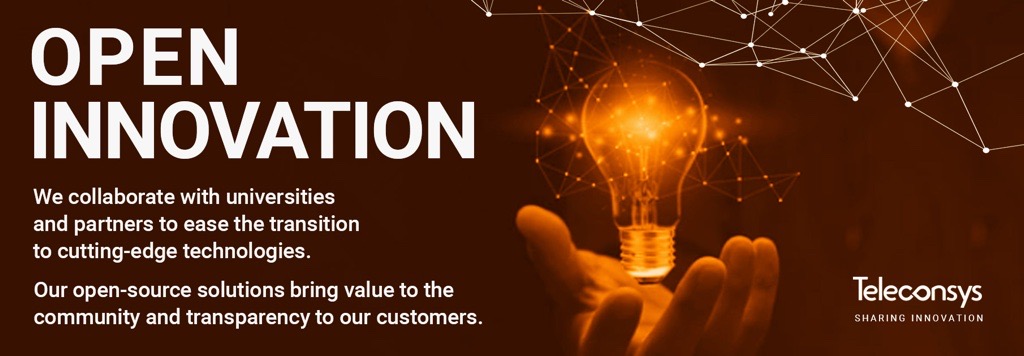 OPEN
INNOVATION
We collaborate with universities
and partners to ease the transition
to cutting-edge technologies.
Our open-source solutions bring value to the
community and transparency to our customers.
Teleconsys
SHARING INNOVATION